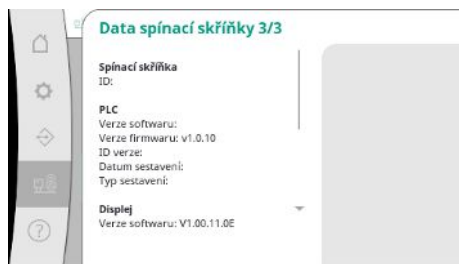 Data spínací skříňky 3/3
Spínací skříňka
ID:
PLC
Verze softwaru:
Verze firmwaru: v1.0.10
ID verze:
Datum sestavení:
Typ sestavení:
Displej
Verze softwaru: V1.00.11.0E